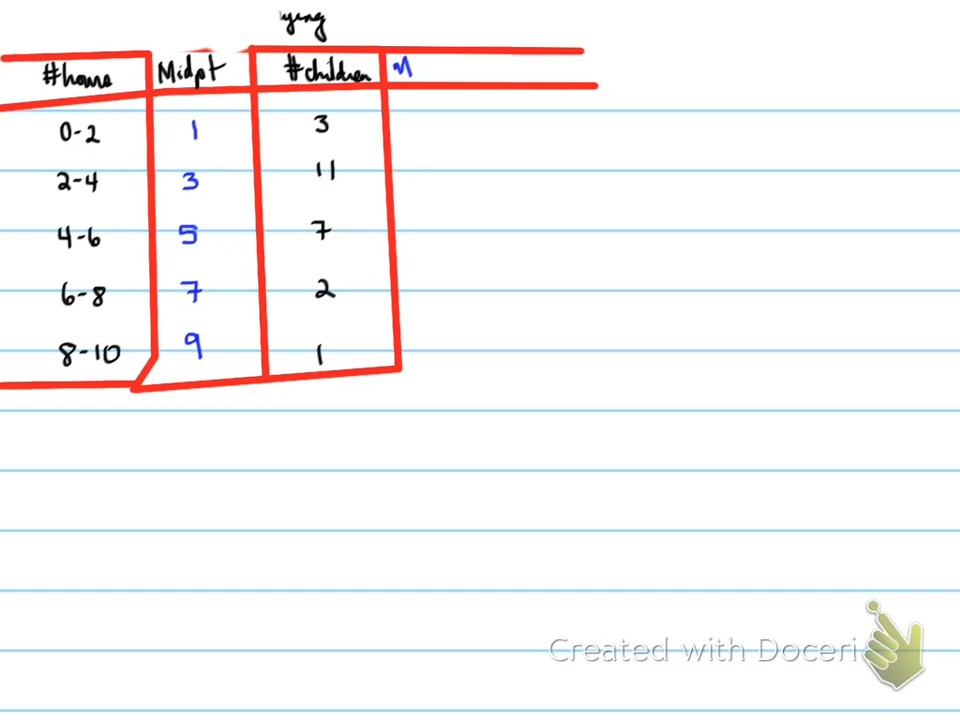 #hours Midpt #children
0-2 1 3
2-4 3 11
4-6 5 7
6-8 7 2
8-10 9 1
Created with Doceri